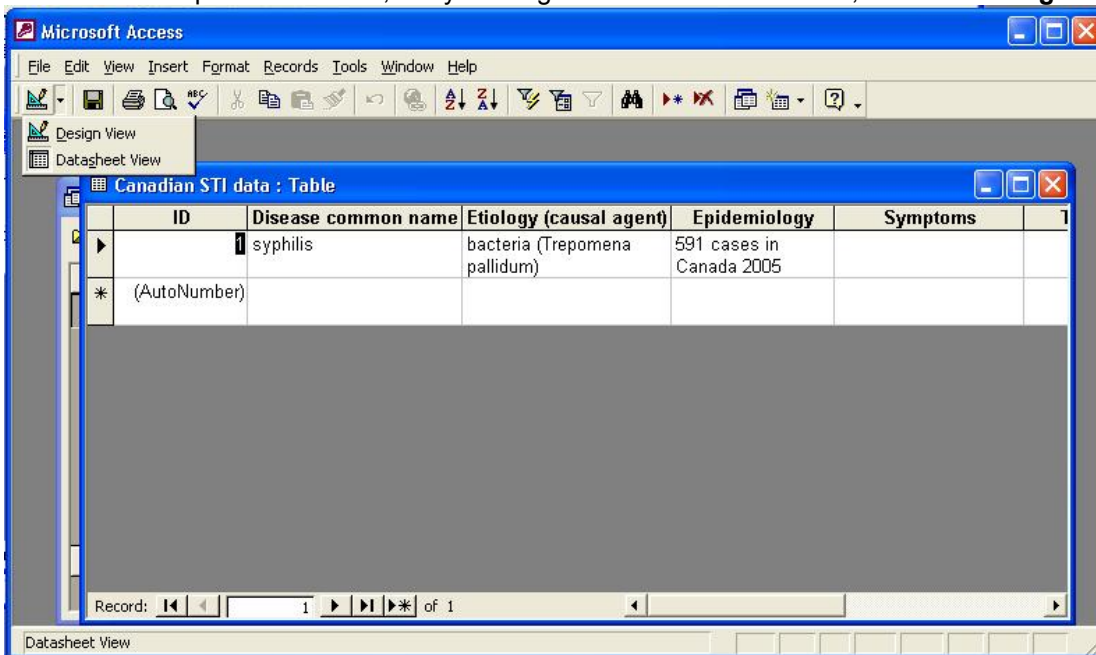 Microsoft Access
File Edit View Insert Format Records Tools Window Help
Design View
Datasheet View
Canadian STI data : Table
ID Disease common name Etiology (causal agent) Epidemiology Symptoms T
1 syphilis bacteria (Trepomena 591 cases in
pallidum) Canada 2005
(AutoNumber)
Record: 1 of 1
Datasheet View